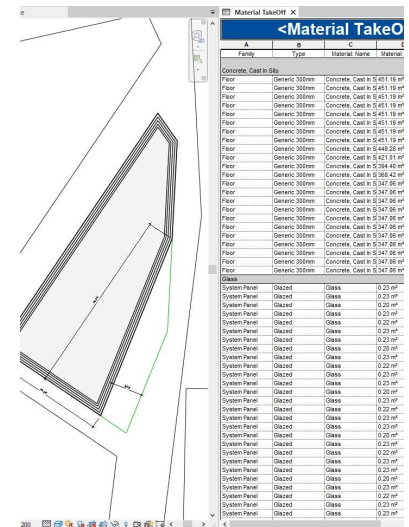 Material TakeOff X
<Material TakeO
A B C D
Family Type Material: Name Material:
Concrete, Cast In Situ
Floor Generic 300mm Concrete, Cast In S 451.19 m²
Floor Generic 300mm Concrete, Cast In S 451.19 m²
Floor Generic 300mm Concrete, Cast In S 451.19 m²
Floor Generic 300mm Concrete, Cast In S 451.19 m²
Floor Generic 300mm Concrete, Cast In S 451.19 m²
Floor Generic 300mm Concrete, Cast In S 451.19 m²
Floor Generic 300mm Concrete, Cast In S 451.19 m²
Floor Generic 300mm Concrete, Cast In S 451.19 m²
Floor Generic 300mm Concrete, Cast In S 448.28 m²
Floor Generic 300mm Concrete, Cast In S 421.01 m²
Floor Generic 300mm Concrete, Cast In S 394.40 m²
Floor Generic 300mm Concrete, Cast In S 368.42 m²
Floor Generic 300mm Concrete, Cast In S 347.06 m²
Floor Generic 300mm Concrete, Cast In S 347.06 m²
Floor Generic 300mm Concrete, Cast In S 347.06 m²
Floor Generic 300mm Concrete, Cast In S 347.06 m²
Floor Generic 300mm Concrete, Cast In S 347.06 m²
Floor Generic 300mm Concrete, Cast In S 347.06 m²
Floor Generic 300mm Concrete, Cast In S 347.06 m²
Floor Generic 300mm Concrete, Cast In S 347.06 m²
Floor Generic 300mm Concrete, Cast In S 347.06 m²
Floor Generic 300mm Concrete, Cast In S 347.06 m²
Glass
System Panel Glazed Glass 0.23 m²
System Panel Glazed Glass 0.23 m²
System Panel Glazed Glass 0.20 m²
System Panel Glazed Glass 0.23 m²
System Panel Glazed Glass 0.22 m²
System Panel Glazed Glass 0.23 m²
System Panel Glazed Glass 0.23 m²
System Panel Glazed Glass 0.20 m²
System Panel Glazed Glass 0.23 m²
System Panel Glazed Glass 0.22 m²
System Panel Glazed Glass 0.23 m²
System Panel Glazed Glass 0.23 m²
System Panel Glazed Glass 0.20 m²
System Panel Glazed Glass 0.23 m²
System Panel Glazed Glass 0.22 m²
System Panel Glazed Glass 0.23 m²
System Panel Glazed Glass 0.23 m²
System Panel Glazed Glass 0.20 m²
System Panel Glazed Glass 0.23 m²
System Panel Glazed Glass 0.22 m²
System Panel Glazed Glass 0.23 m²
System Panel Glazed Glass 0.23 m²
System Panel Glazed Glass 0.20 m²
System Panel Glazed Glass 0.23 m²
System Panel Glazed Glass 0.22 m²
System Panel Glazed Glass 0.23 m²
200